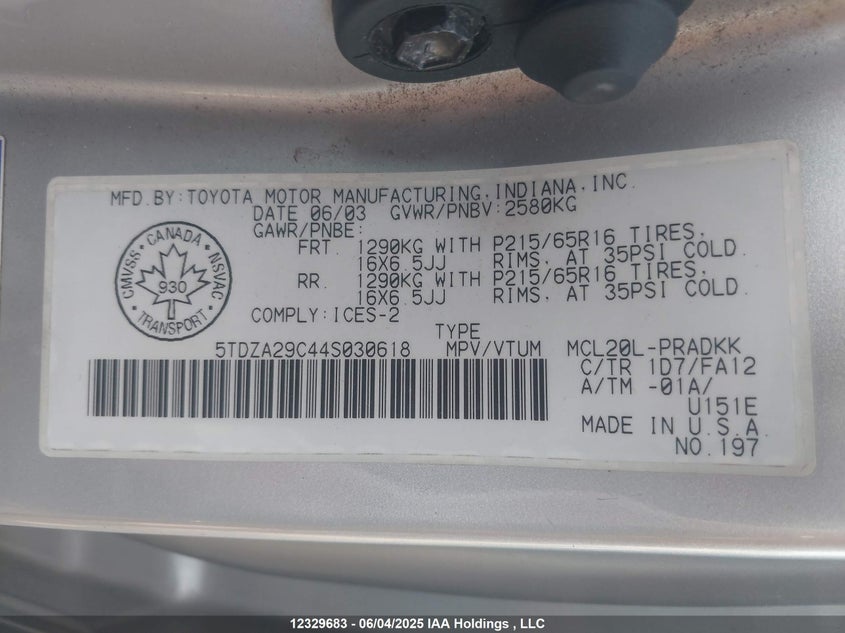 MFD.BY:TOYOTA MOTOR MANUFACTURING,INDIANA,INC.
DATE 06/03 GVWR/PNBV:2580KG
GAWR/PNBE:
FRT. 1290KG WITH P215/65R16 TIRES,
16X6.5JJ RIMS, AT 35PSI COLD.
RR. 1290KG WITH P215/65R16 TIRES,
16X6.5JJ RIMS, AT 35PSI COLD.
COMPLY:ICES-2
CANADA
CMVSS
930
NSVAC
TRANSPORT
TYPE
5TDZA29C44S030618 MPV/VTUM MCL20L-PRADKK
C/TR 1D7/FA12
A/TM -01A/
U151E
MADE IN U.S.A.
NO.197
12329683 - 06/04/2025 IAA Holdings , LLC